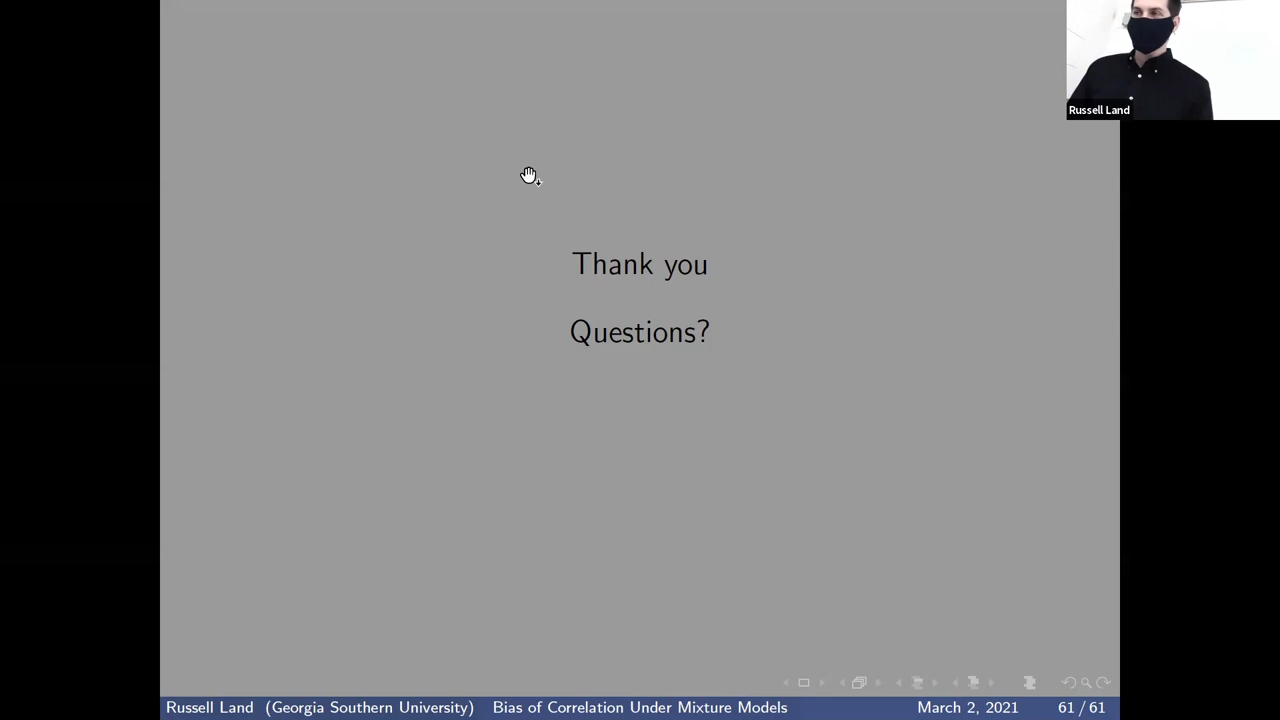 Russell Land
Thank you
Questions?
Russell Land (Georgia Southern University) Bias of Correlation Under Mixture Models March 2, 2021 61 / 61